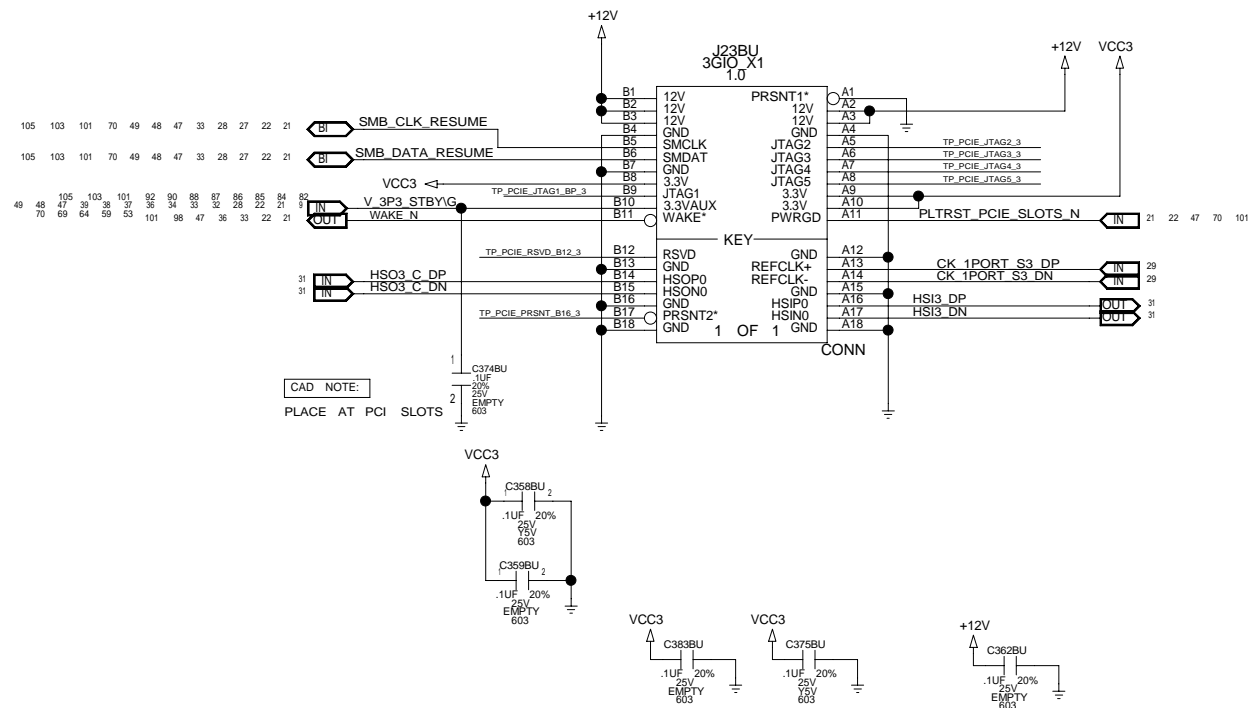 +12V
J23BU
3GIO_X1
1.0
+12V VCC3
B1 12V PRSNT1* A1
B2 12V 12V A2
B3 12V 12V A3
B4 GND GND A4
105 103 101 70 49 48 47 33 28 27 22 21 BI SMB_CLK_RESUME B5 SMCLK JTAG2 A5 TP_PCIE_JTAG2_3
B6 SMDAT JTAG3 A6 TP_PCIE_JTAG3_3
105 103 101 70 49 48 47 33 28 27 22 21 BI SMB_DATA_RESUME B7 GND JTAG4 A7 TP_PCIE_JTAG4_3
VCC3 B8 3.3V JTAG5 A8 TP_PCIE_JTAG5_3
TP_PCIE_JTAG1_BP_3 B9 JTAG1 3.3V A9
105 103 101 92 90 88 87 86 85 84 82
49 48 47 39 38 37 36 34 33 32 28 22 21 9 IN V_3P3_STBY\G B10 3.3VAUX 3.3V A10
70 69 64 59 53 101 98 47 36 33 22 21 OUT WAKE_N B11 WAKE* PWRGD A11 PLTRST_PCIE_SLOTS_N IN 21 22 47 70 101
KEY
TP_PCIE_RSVD_B12_3 B12 RSVD GND A12
B13 GND REFCLK+ A13 CK_1PORT_S3_DP IN 29
31 IN HSO3_C_DP B14 HSOP0 REFCLK- A14 CK_1PORT_S3_DN IN 29
31 IN HSO3_C_DN B15 HSON0 GND A15
B16 GND HSIP0 A16 HSI3_DP OUT 31
TP_PCIE_PRSNT_B16_3 B17 PRSNT2* HSIN0 A17 HSI3_DN OUT 31
B18 GND 1 OF 1 GND A18
CONN
1
C374BU
.1UF
20%
25V
EMPTY
603
2
CAD NOTE:
PLACE AT PCI SLOTS
VCC3
C358BU
1 2
.1UF 20%
25V
Y5V
603
C359BU
1 2
.1UF 20%
25V
EMPTY
603
VCC3
C383BU
.1UF 20%
25V
EMPTY
603
VCC3
C375BU
.1UF 20%
25V
Y5V
603
+12V
C362BU
.1UF 20%
25V
EMPTY
603